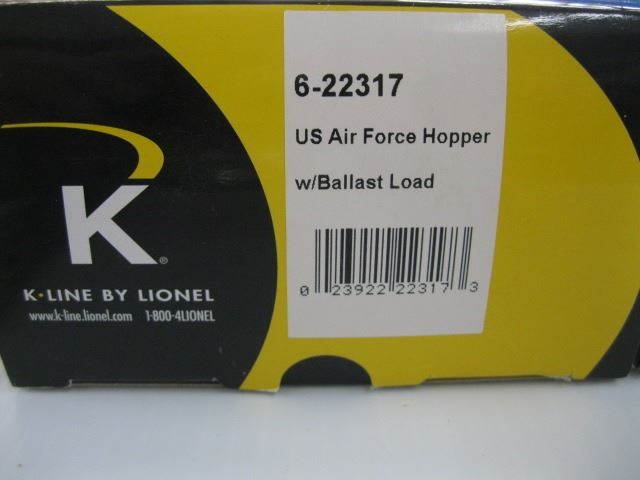 6-22317
US Air Force Hopper
w/Ballast Load
0 23922 22317 3
K®
K·LINE BY LIONEL
www.k-line.lionel.com 1-800-4LIONEL